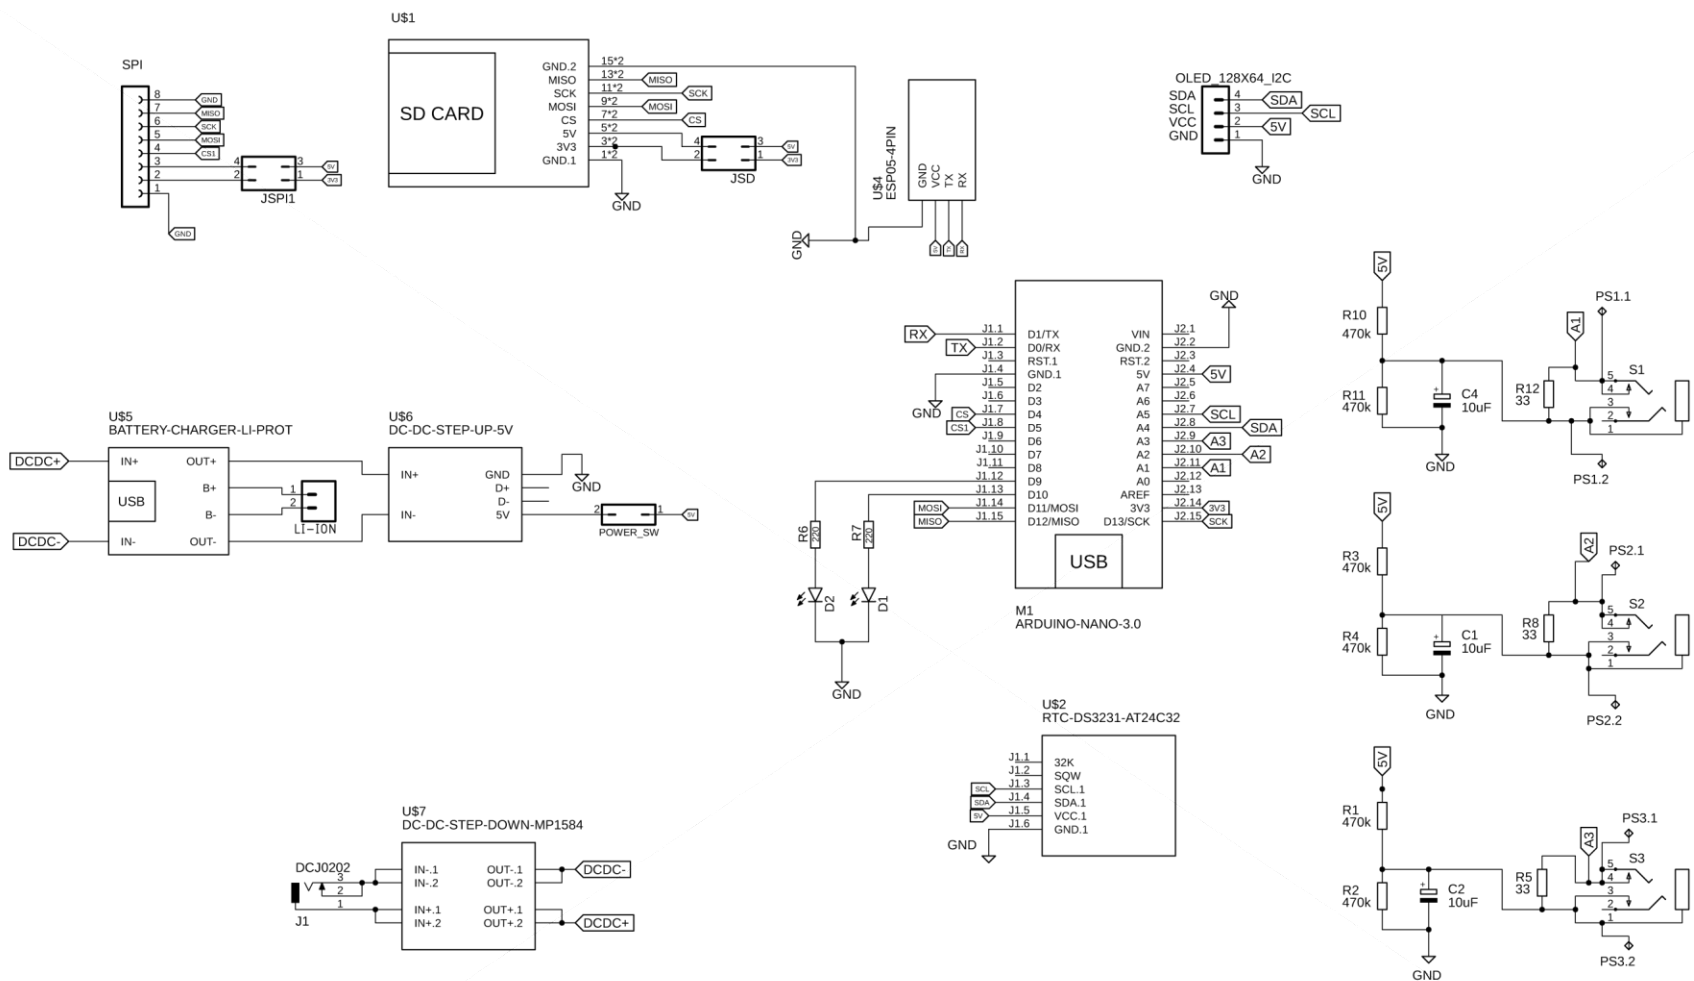 U$1
SPI
8
GND
7
MISO
6
SCK
5
MOSI
4
CS1
3
4
3
5V
2
2
1
3V3
1
JSPI1
GND
SD CARD
GND.2
15*2
MISO
13*2
MISO
SCK
11*2
SCK
MOSI
9*2
MOSI
CS
7*2
CS
5V
5*2
3V3
3*2
GND.1
1*2
4
3
5V
2
1
3V3
JSD
GND
GND
U$4
ESP05-4PIN
GND
VCC
TX
RX
5V
TX
RX
OLED_128X64_I2C
SDA
4
SDA
SCL
3
SCL
VCC
2
5V
GND
1
GND
U$5
BATTERY-CHARGER-LI-PROT
DCDC+
IN+
OUT+
USB
B+
B-
DCDC-
IN-
OUT-
1
2
LI-ION
U$6
DC-DC-STEP-UP-5V
IN+
GND
D+
D-
IN-
5V
GND
2
1
5V
POWER_SW
RX
J1.1
D1/TX
TX
J1.2
D0/RX
J1.3
RST.1
J1.4
GND.1
J1.5
D2
J1.6
D3
GND
CS
J1.7
D4
CS1
J1.8
D5
J1.9
D6
J1.10
D7
J1.11
D8
J1.12
D9
J1.13
D10
MOSI
J1.14
D11/MOSI
MISO
J1.15
D12/MISO
GND
VIN
J2.1
GND.2
J2.2
RST.2
J2.3
5V
J2.4
5V
A7
J2.5
A6
J2.6
A5
J2.7
SCL
A4
J2.8
SDA
A3
J2.9
A3
A2
J2.10
A2
A1
J2.11
A1
A0
J2.12
AREF
J2.13
3V3
J2.14
3V3
D13/SCK
J2.15
SCK
USB
M1
ARDUINO-NANO-3.0
R6
220
R7
220
D2
D1
GND
5V
R10
470k
R11
470k
C4
+
10uF
GND
A1
PS1.1
R12
33
S1
5
4
3
2
1
PS1.2
5V
R3
470k
R4
470k
C1
+
10uF
GND
A2
PS2.1
R8
33
S2
5
4
3
2
1
PS2.2
5V
R1
470k
R2
470k
C2
+
10uF
GND
A3
PS3.1
R5
33
S3
5
4
3
2
1
PS3.2
U$2
RTC-DS3231-AT24C32
J1.1
32K
J1.2
SQW
SCL
J1.3
SCL.1
SDA
J1.4
SDA.1
5V
J1.5
VCC.1
J1.6
GND.1
GND
U$7
DC-DC-STEP-DOWN-MP1584
DCJ0202
3
2
1
J1
IN-.1
OUT-.1
DCDC-
IN-.2
OUT-.2
IN+.1
OUT+.1
IN+.2
OUT+.2
DCDC+